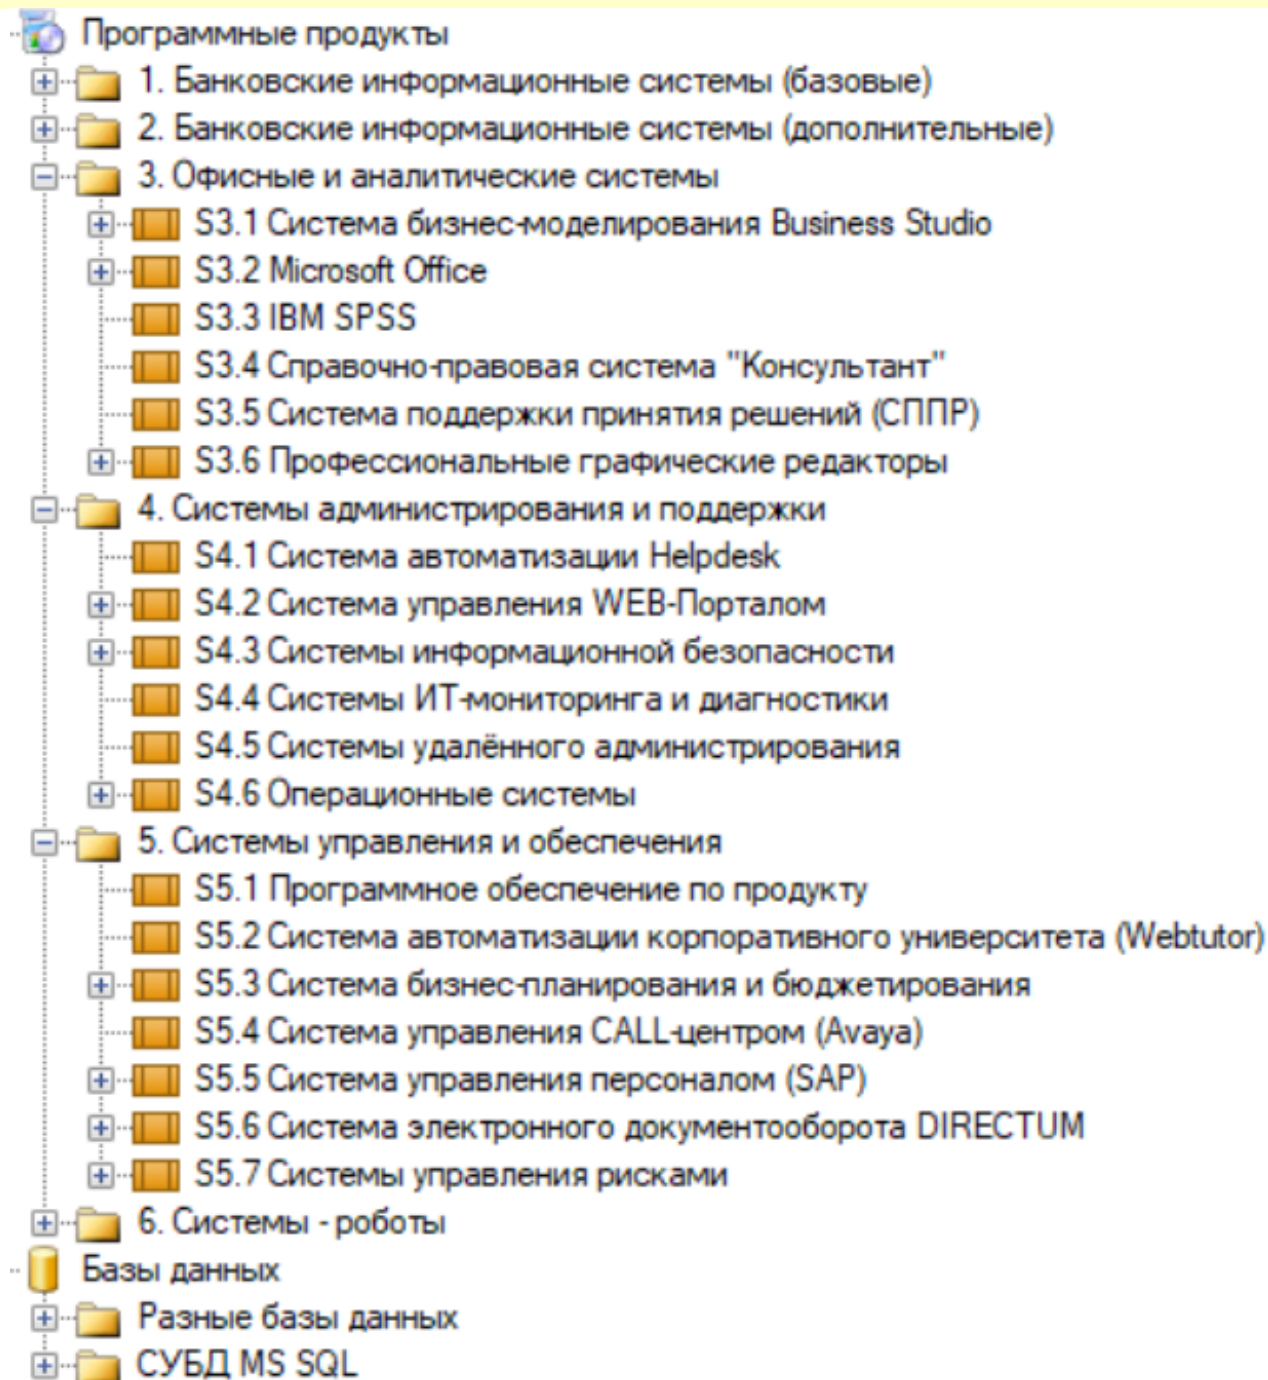 Программные продукты
1. Банковские информационные системы (базовые)
2. Банковские информационные системы (дополнительные)
3. Офисные и аналитические системы
S3.1 Система бизнес-моделирования Business Studio
S3.2 Microsoft Office
S3.3 IBM SPSS
S3.4 Справочно-правовая система "Консультант"
S3.5 Система поддержки принятия решений (СППР)
S3.6 Профессиональные графические редакторы
4. Системы администрирования и поддержки
S4.1 Система автоматизации Helpdesk
S4.2 Система управления WEB-Порталом
S4.3 Системы информационной безопасности
S4.4 Системы ИТ-мониторинга и диагностики
S4.5 Системы удалённого администрирования
S4.6 Операционные системы
5. Системы управления и обеспечения
S5.1 Программное обеспечение по продукту
S5.2 Система автоматизации корпоративного университета (Webtutor)
S5.3 Система бизнес-планирования и бюджетирования
S5.4 Система управления CALL-центром (Avaya)
S5.5 Система управления персоналом (SAP)
S5.6 Система электронного документооборота DIRECTUM
S5.7 Системы управления рисками
6. Системы - роботы
Базы данных
Разные базы данных
СУБД MS SQL